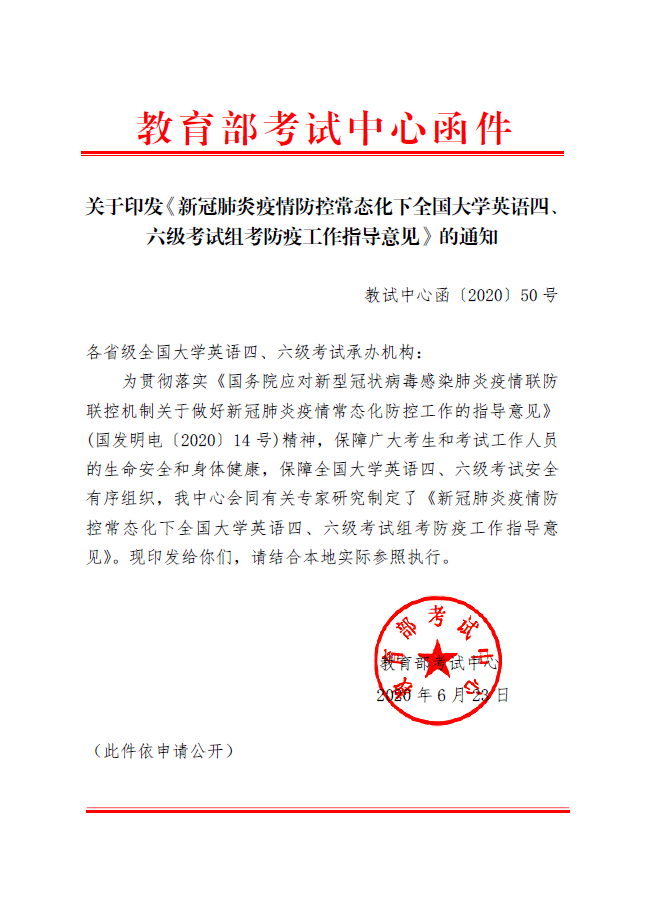 教育部考试中心函件
关于印发《新冠肺炎疫情防控常态化下全国大学英语四、
六级考试组考防疫工作指导意见》的通知
教试中心函〔2020〕50 号
各省级全国大学英语四、六级考试承办机构：
为贯彻落实《国务院应对新型冠状病毒感染肺炎疫情联防
联控机制关于做好新冠肺炎疫情常态化防控工作的指导意见》
(国发明电〔2020〕14 号)精神，保障广大考生和考试工作人员
的生命安全和身体健康，保障全国大学英语四、六级考试安全
有序组织，我中心会同有关专家研究制定了《新冠肺炎疫情防
控常态化下全国大学英语四、六级考试组考防疫工作指导意
见》。现印发给你们，请结合本地实际参照执行。
教育部考试中心
教育部考试中心
2020 年 6 月 23 日
（此件依申请公开）